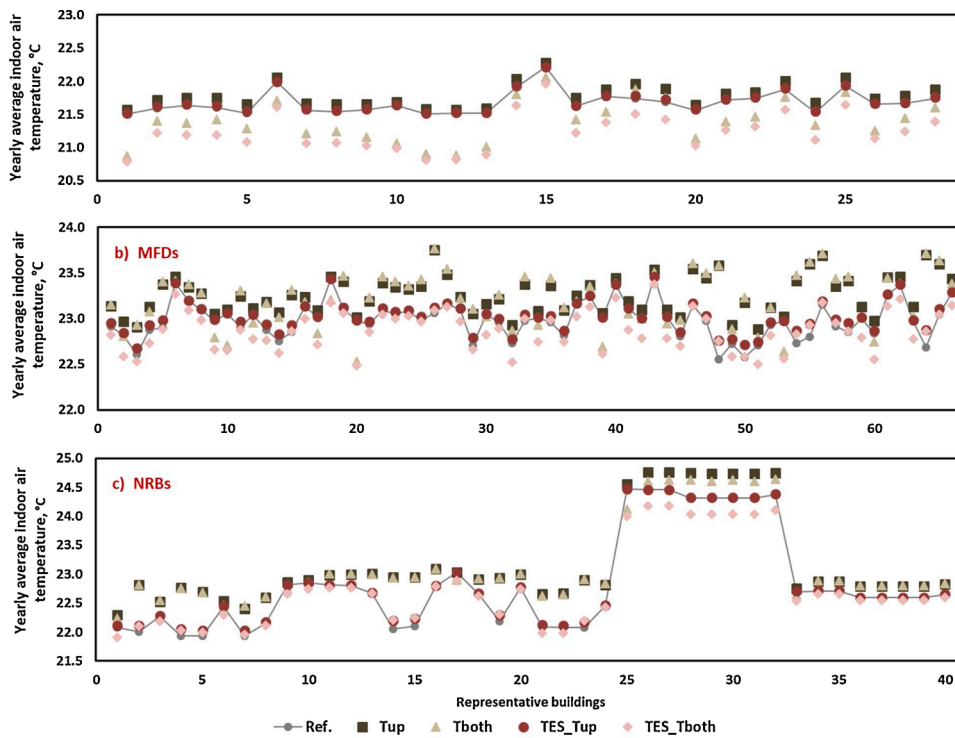 23.0
22.5
22.0
21.5
21.0
20.5
Yearly average indoor air
temperature, °C
0 5 10 15 20 25
24.0
23.5
23.0
22.5
22.0
Yearly average indoor air
temperature, °C
b) MFDs
0 10 20 30 40 50 60
25.0
24.5
24.0
23.5
23.0
22.5
22.0
21.5
Yearly average indoor air
temperature, °C
c) NRBs
0 5 10 15 20 25 30 35 40
Representative buildings
Ref. Tup Tboth TES_Tup TES_Tboth